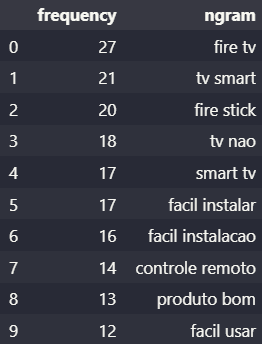 frequency ngram
0 27 fire tv
1 21 tv smart
2 20 fire stick
3 18 tv nao
4 17 smart tv
5 17 facil instalar
6 16 facil instalacao
7 14 controle remoto
8 13 produto bom
9 12 facil usar